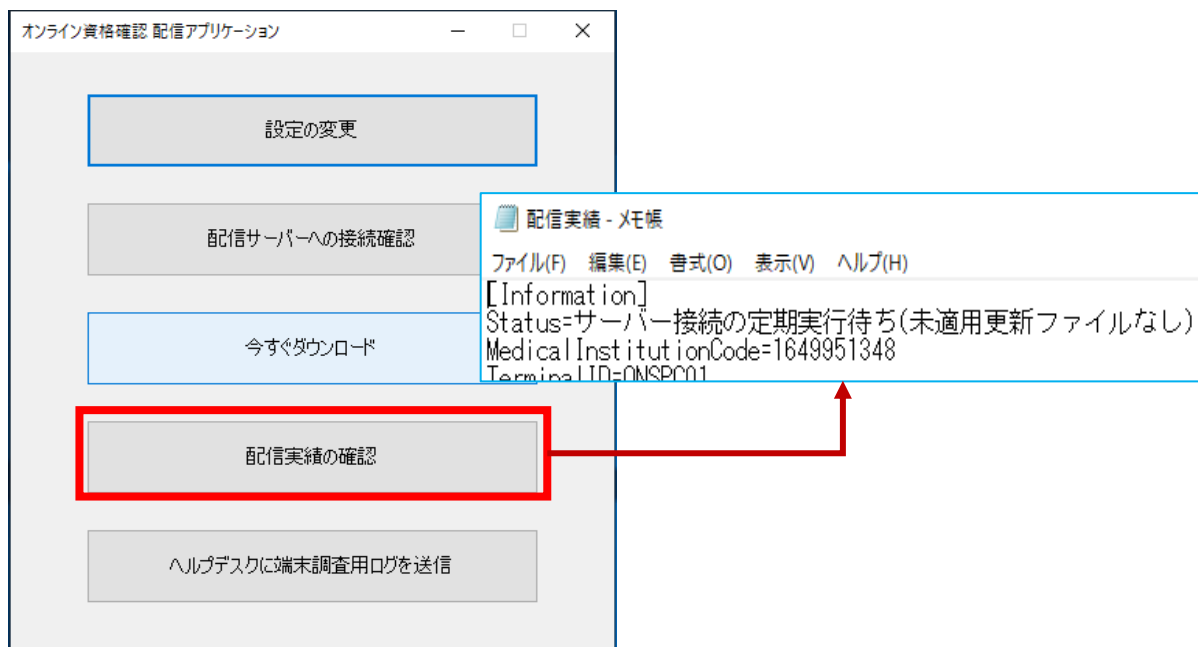 オンライン資格確認 配信アプリケーション
設定の変更
配信サーバーへの接続確認
今すぐダウンロード
配信実績の確認
ヘルプデスクに端末調査用ログを送信
配信実績 - メモ帳
ファイル(F) 編集(E) 書式(O) 表示(V) ヘルプ(H)
[Information]
Status=サーバー接続の定期実行待ち(未適用更新ファイルなし)
MedicalInstitutionCode=1649951348
TerminalID=ONSPC01